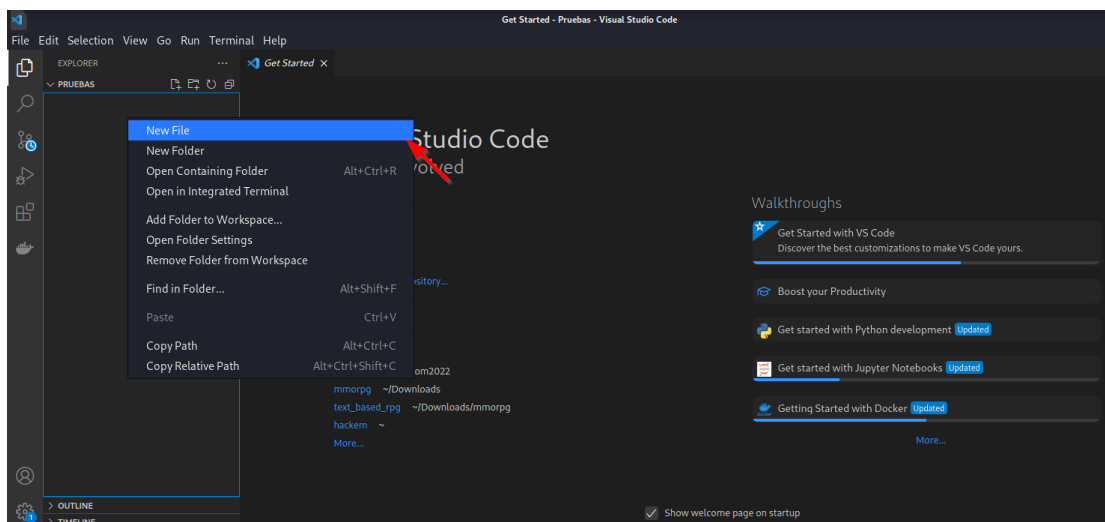 Get Started - Pruebas - Visual Studio Code
File Edit Selection View Go Run Terminal Help
EXPLORER
Get Started
PRUEBAS
New File
New Folder
Open Containing Folder Alt+Ctrl+R
Open in Integrated Terminal
Add Folder to Workspace...
Open Folder Settings
Remove Folder from Workspace
Find in Folder... Alt+Shift+F
Paste Ctrl+V
Copy Path Alt+Ctrl+C
Copy Relative Path Alt+Ctrl+Shift+C
Studio Code
olved
ository...
om2022
mmorpg ~/Downloads
text_based_rpg ~/Downloads/mmorpg
hackem ~
More...
Walkthroughs
Get Started with VS Code
Discover the best customizations to make VS Code yours.
Boost your Productivity
Get started with Python development Updated
Get started with Jupyter Notebooks Updated
Getting Started with Docker Updated
More...
1
OUTLINE
TIMELINE
Show welcome page on startup